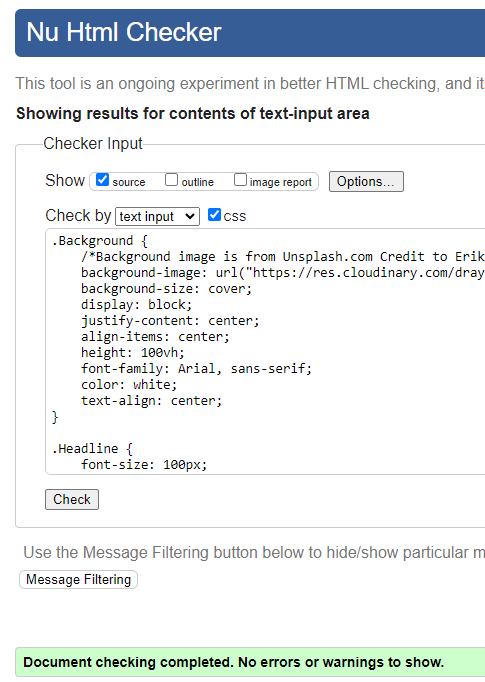 Nu Html Checker
This tool is an ongoing experiment in better HTML checking, and it
Showing results for contents of text-input area
Checker Input
Show source outline image report Options...
Check by text input css
.Background {
/*Background image is from Unsplash.com Credit to Erik
background-image: url("https://res.cloudinary.com/dray
background-size: cover;
display: block;
justify-content: center;
align-items: center;
height: 100vh;
font-family: Arial, sans-serif;
color: white;
text-align: center;
}
.Headline {
font-size: 100px;
Check
Use the Message Filtering button below to hide/show particular m
Message Filtering
Document checking completed. No errors or warnings to show.